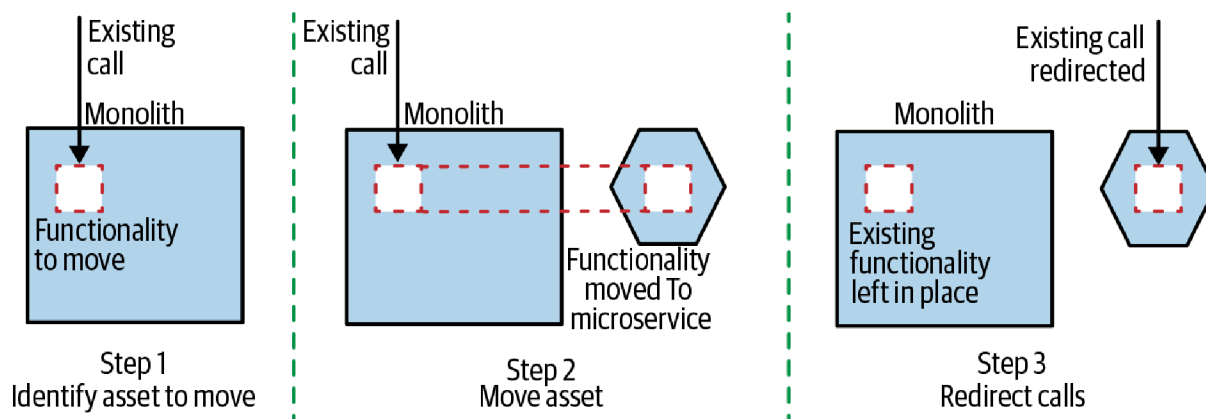 Existing
call
Monolith
Functionality
to move
Step 1
Identify asset to move
Existing
call
Monolith
Functionality
moved To
microservice
Step 2
Move asset
Existing call
redirected
Monolith
Existing
functionality
left in place
Step 3
Redirect calls